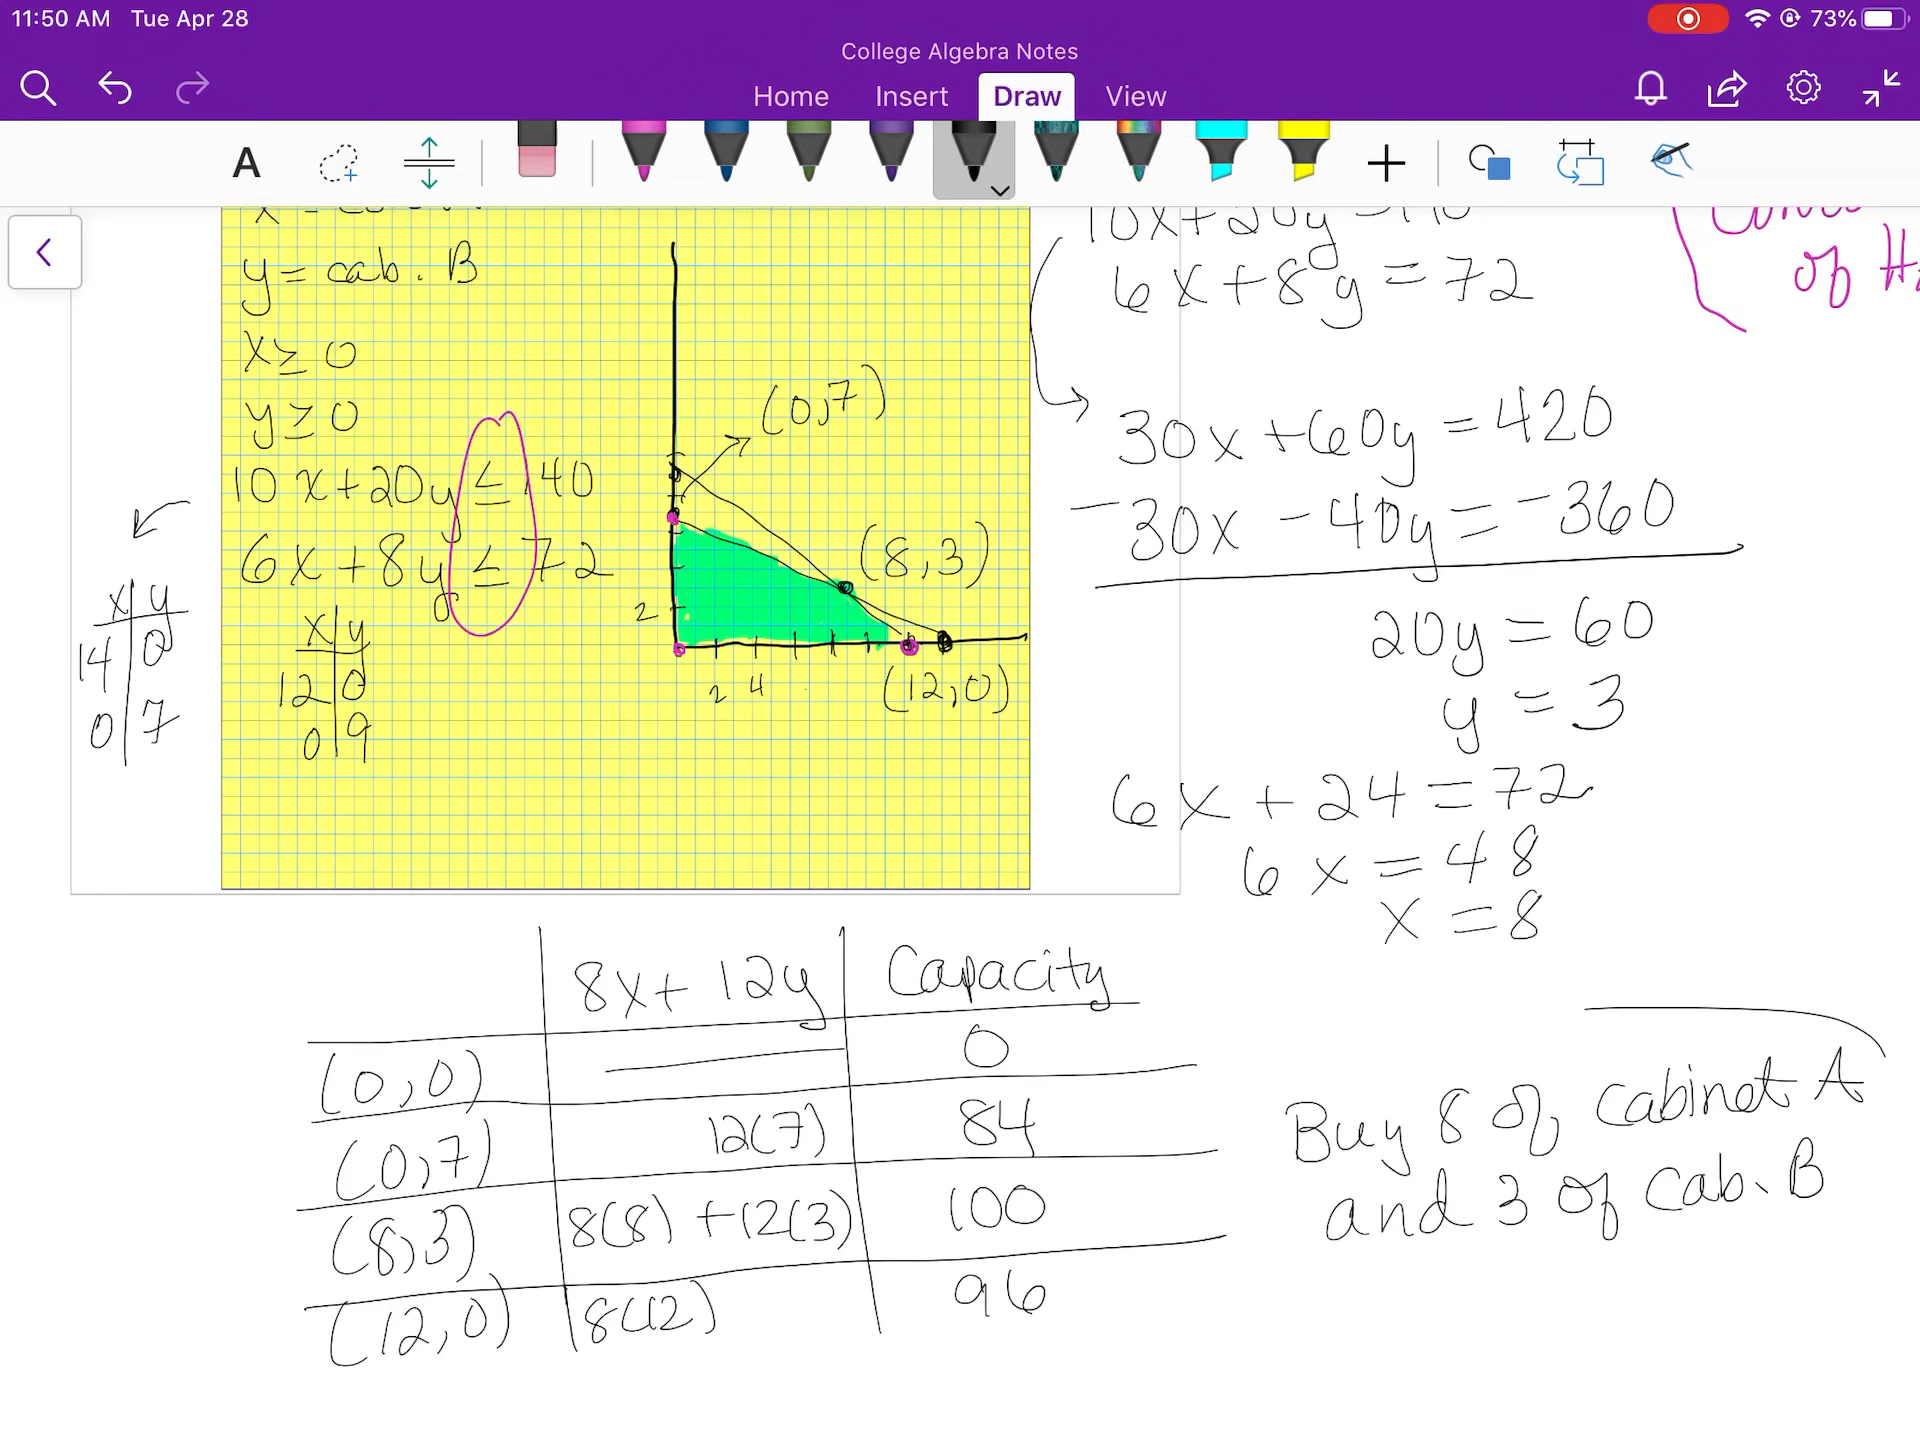 11:50 AM Tue Apr 28
73%
College Algebra Notes
Home Insert Draw View
A
y = cab. B
x ≥ 0
y ≥ 0
10x + 20y ≤ 140
6x + 8y ≤ 72
x | y
14 | 0
0 | 7
x | y
12 | 0
0 | 9
(0,7)
(8,3)
2
2 4
(12,0)
6x + 8y = 72
of
30x + 60y = 420
-30x - 40y = -360
20y = 60
y = 3
6x + 24 = 72
6x = 48
x = 8
8x + 12y Capacity
(0,0) 0
(0,7) 12(7) 84
(8,3) 8(8) + 12(3) 100
(12,0) 8(12) 96
Buy 8 of cabinet A
and 3 of cab. B